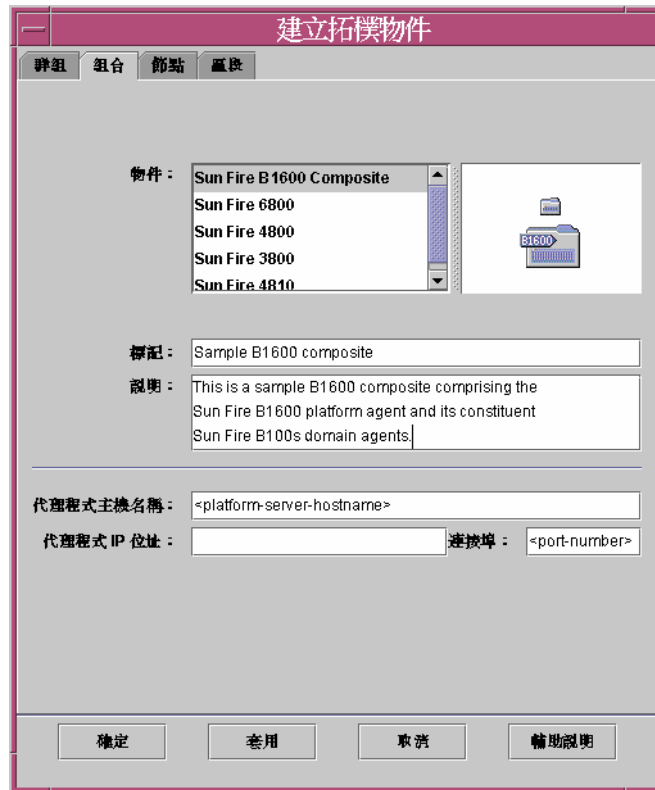 建立拓樸物件
群組 組合 節點 區段
物件：
Sun Fire B1600 Composite
Sun Fire 6800
Sun Fire 4800
Sun Fire 3800
Sun Fire 4810
B1600
標記： Sample B1600 composite
說明： This is a sample B1600 composite comprising the
Sun Fire B1600 platform agent and its constituent
Sun Fire B100s domain agents.
代理程式主機名稱： <platform-server-hostname>
代理程式 IP 位址： 連接埠： <port-number>
確定 套用 取消 輔助說明